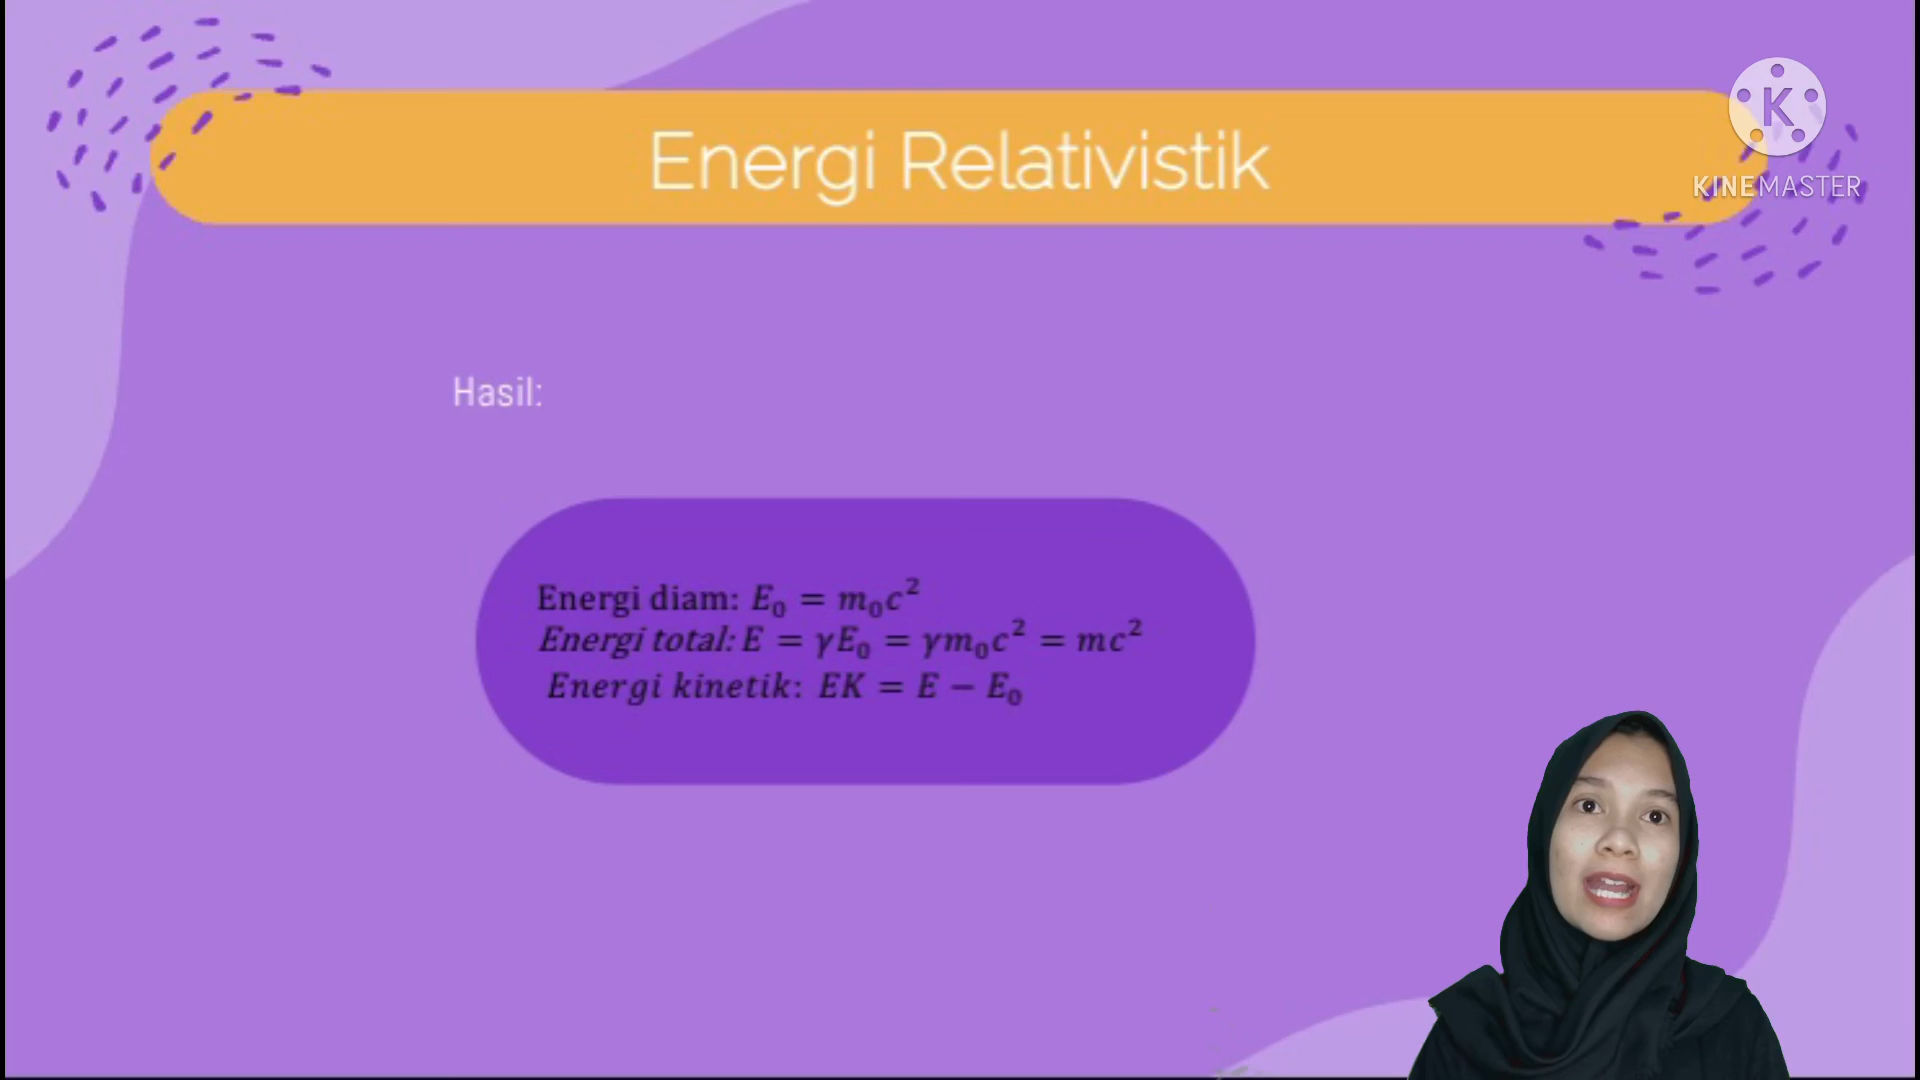 Energi Relativistik
K
KINEMASTER
Hasil:
Energi diam: E₀ = m₀c²
Energi total: E = γE₀ = γm₀c² = mc²
Energi kinetik: EK = E − E₀